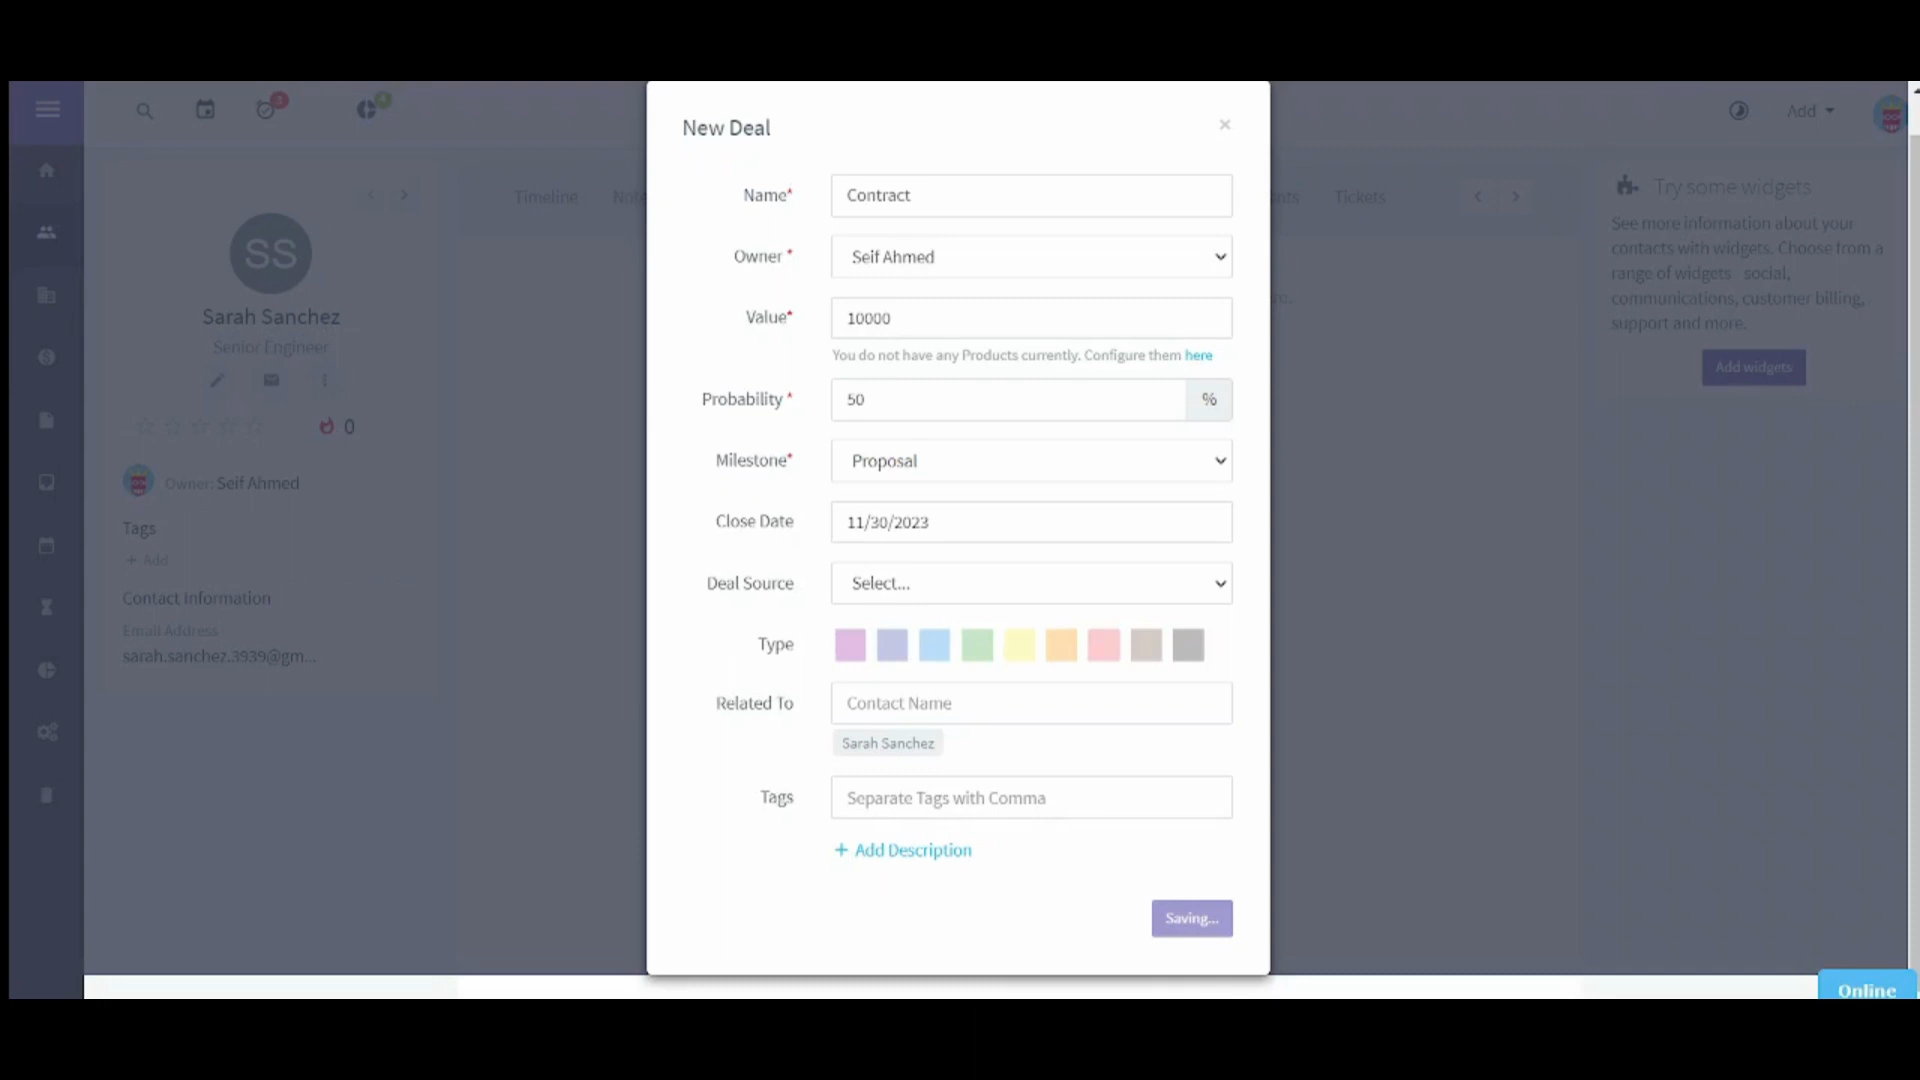 3
4
Add
New Deal
×
Name*
Contract
Timeline
Tickets
Try some widgets
See more information about your
contacts with widgets. Choose from a
range of widgets social,
communications, customer billing,
support and more.
Add widgets
SS
Sarah Sanchez
Senior Engineer
0
Owner: Seif Ahmed
Tags
+ Add
Contact Information
Email Address
sarah.sanchez.3939@gm...
Owner *
Seif Ahmed
Value*
10000
You do not have any Products currently. Configure them here
Probability *
50
%
Milestone*
Proposal
Close Date
11/30/2023
Deal Source
Select...
Type
Related To
Contact Name
Sarah Sanchez
Tags
Separate Tags with Comma
+ Add Description
Saving...
Online